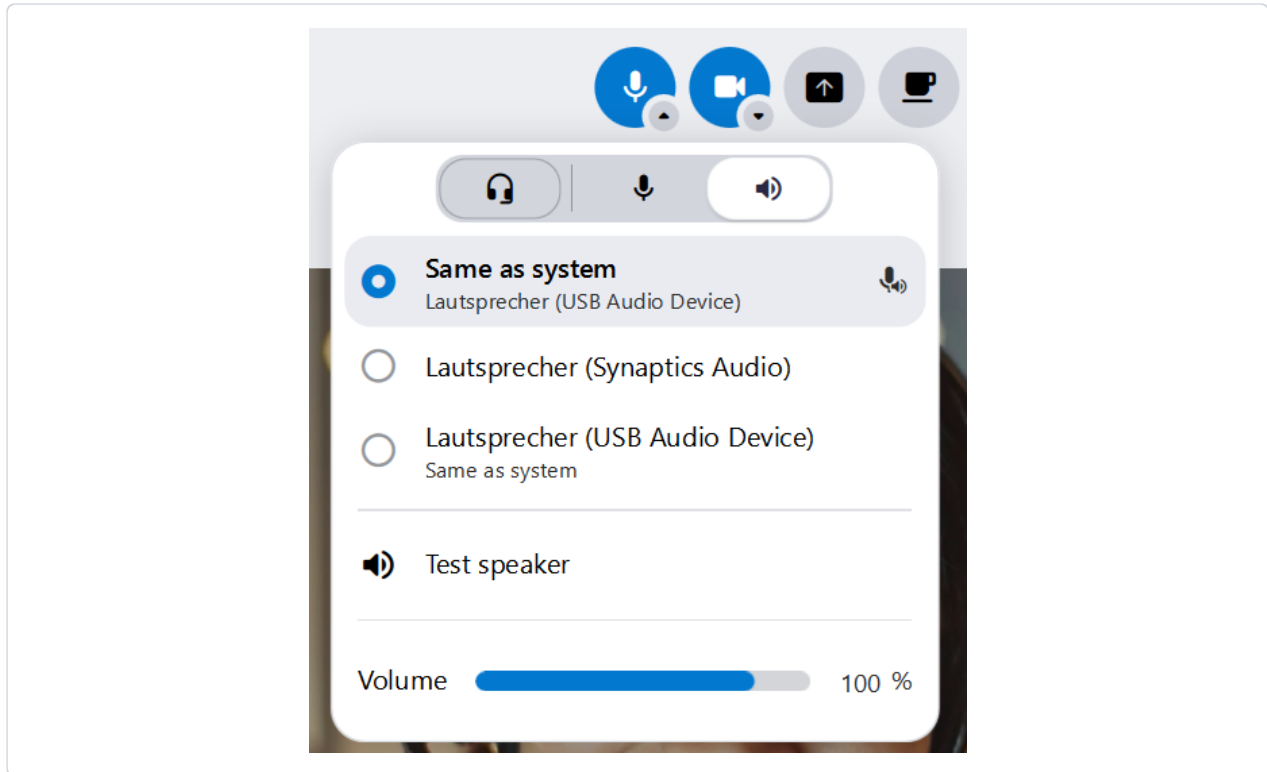 Same as system
Lautsprecher (USB Audio Device)
Lautsprecher (Synaptics Audio)
Lautsprecher (USB Audio Device)
Same as system
Test speaker
Volume 100 %